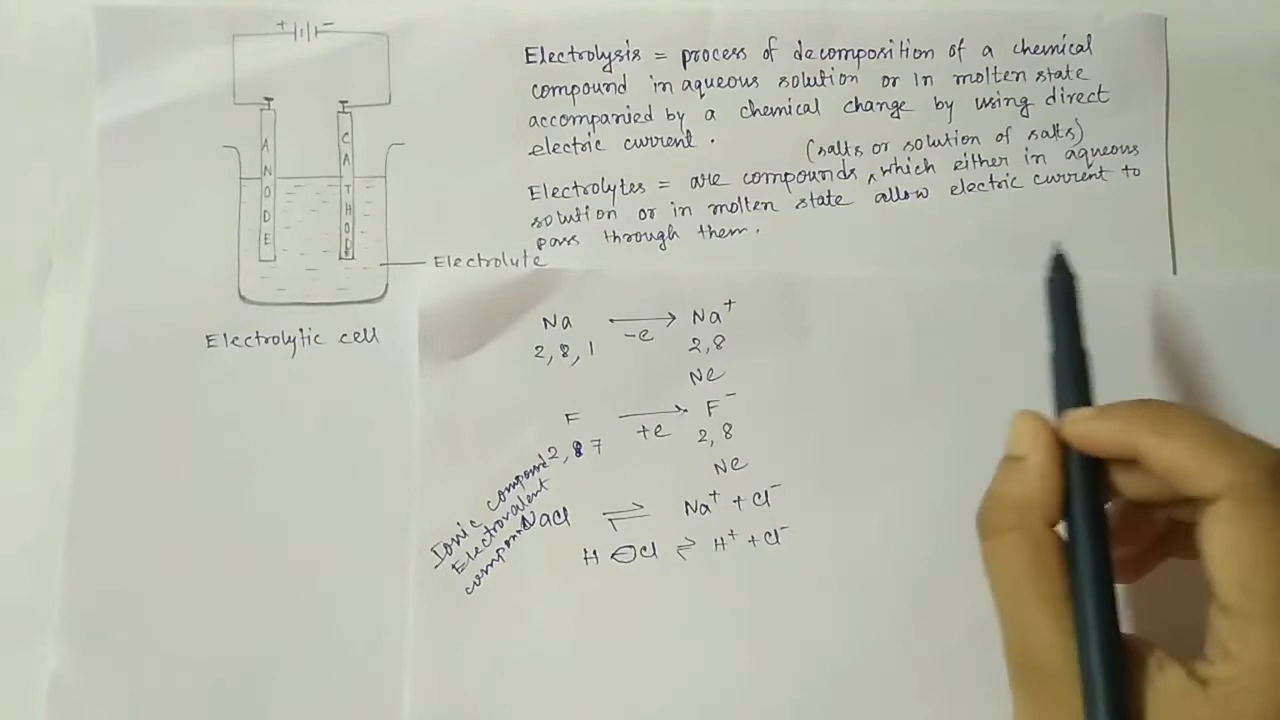 + −
ANODE
CATHODE
Electrolyte
Electrolytic cell
Electrolysis = process of decomposition of a chemical
compound in aqueous solution or in molten state
accompanied by a chemical change by using direct
electric current.
(salts or solution of salts)
Electrolytes = are compounds ^ which either in aqueous
solution or in molten state allow electric current to
pass through them.
Na ⟷ Na⁺
−e
2, 8, 1 2, 8
Ne
F ⟶ F⁻
+e
2, 8 7 2, 8
Ne
Ionic compound
Electrovalent
compound
NaCl ⇌ Na⁺ + Cl⁻
H Cl ⇌ H⁺ + Cl⁻